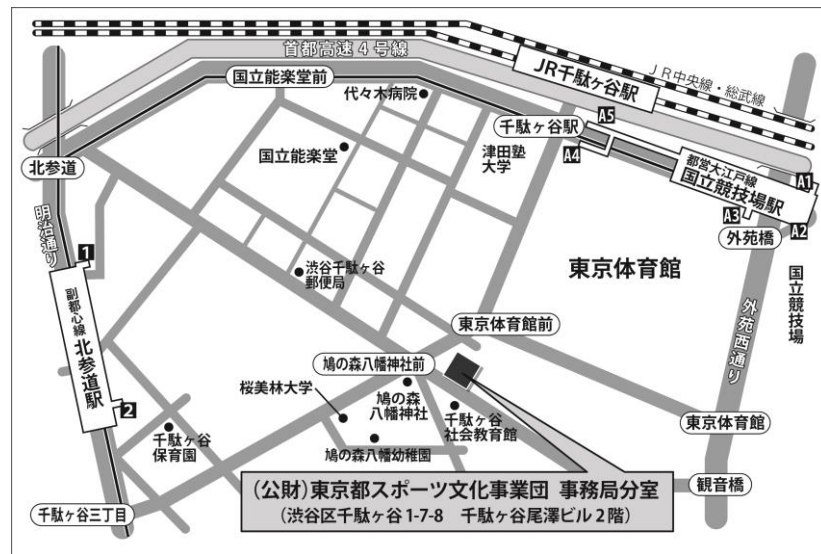 首都高速4号線
JR千駄ヶ谷駅
JR中央線・総武線
国立能楽堂前
代々木病院
千駄ヶ谷駅
A5
A4
津田塾
大学
都営大江戸線
国立競技場駅
A1
A2
A3
外苑橋
北参道
国立能楽堂
明治通り
1
副都心線
北参道駅
2
渋谷千駄ヶ谷
郵便局
東京体育館
国立競技場
外苑西通り
東京体育館前
鳩の森八幡神社前
桜美林大学
鳩の森
八幡神社
千駄ヶ谷
社会教育館
千駄ヶ谷
保育園
鳩の森八幡幼稚園
東京体育館
観音橋
千駄ヶ谷三丁目
(公財)東京都スポーツ文化事業団 事務局分室
(渋谷区千駄ヶ谷1-7-8 千駄ヶ谷尾澤ビル2階)